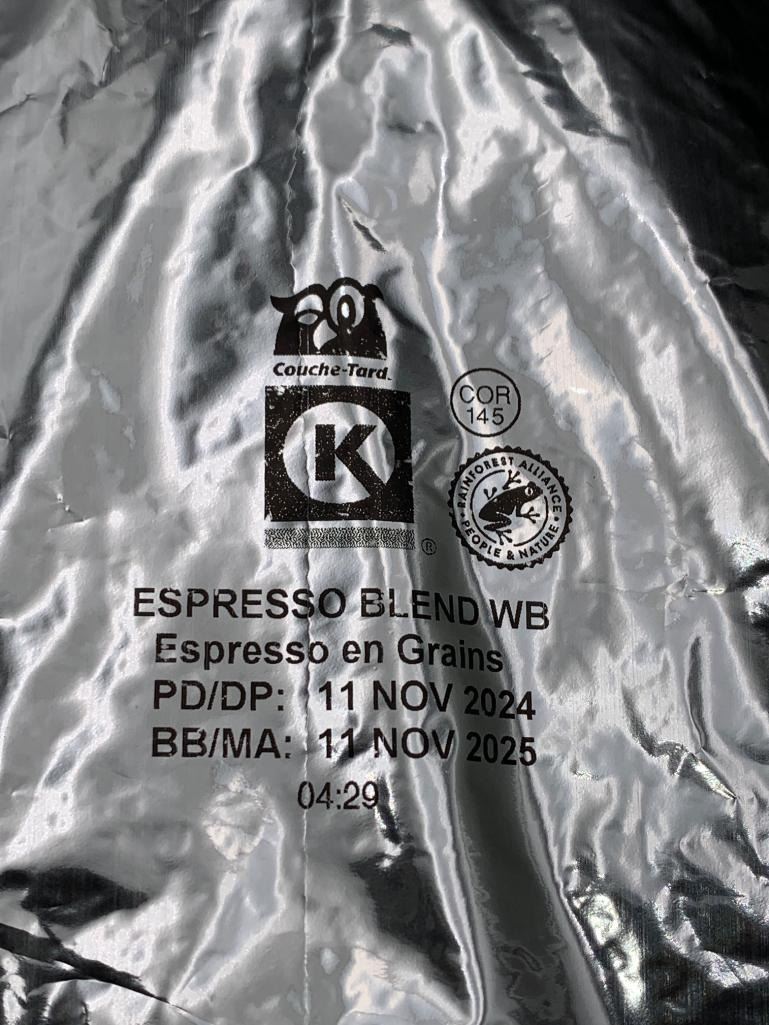 Couche-Tard
COR
145
K
®
RAINFOREST ALLIANCE
PEOPLE & NATURE
ESPRESSO BLEND WB
Espresso en Grains
PD/DP: 11 NOV 2024
BB/MA: 11 NOV 2025
04:29